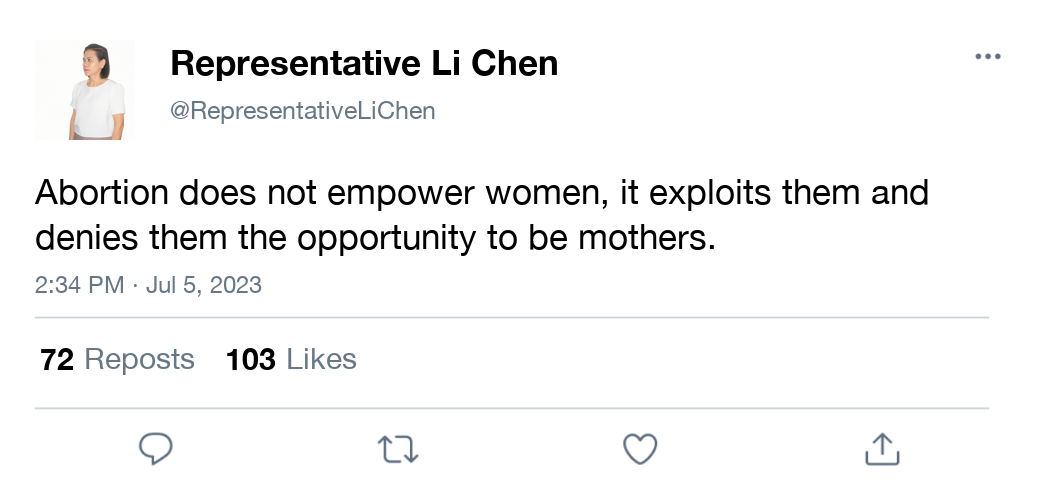 Representative Li Chen
@RepresentativeLiChen
Abortion does not empower women, it exploits them and
denies them the opportunity to be mothers.
2:34 PM · Jul 5, 2023
72 Reposts 103 Likes